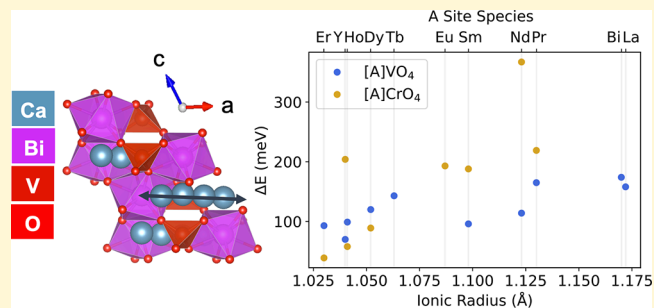 Ca
Bi
V
O
c
a
A Site Species
Er Y Ho Dy Tb Eu Sm Nd Pr Bi La
[A]VO₄
[A]CrO₄
ΔE (meV)
300
200
100
1.025 1.050 1.075 1.100 1.125 1.150 1.175
Ionic Radius (Å)